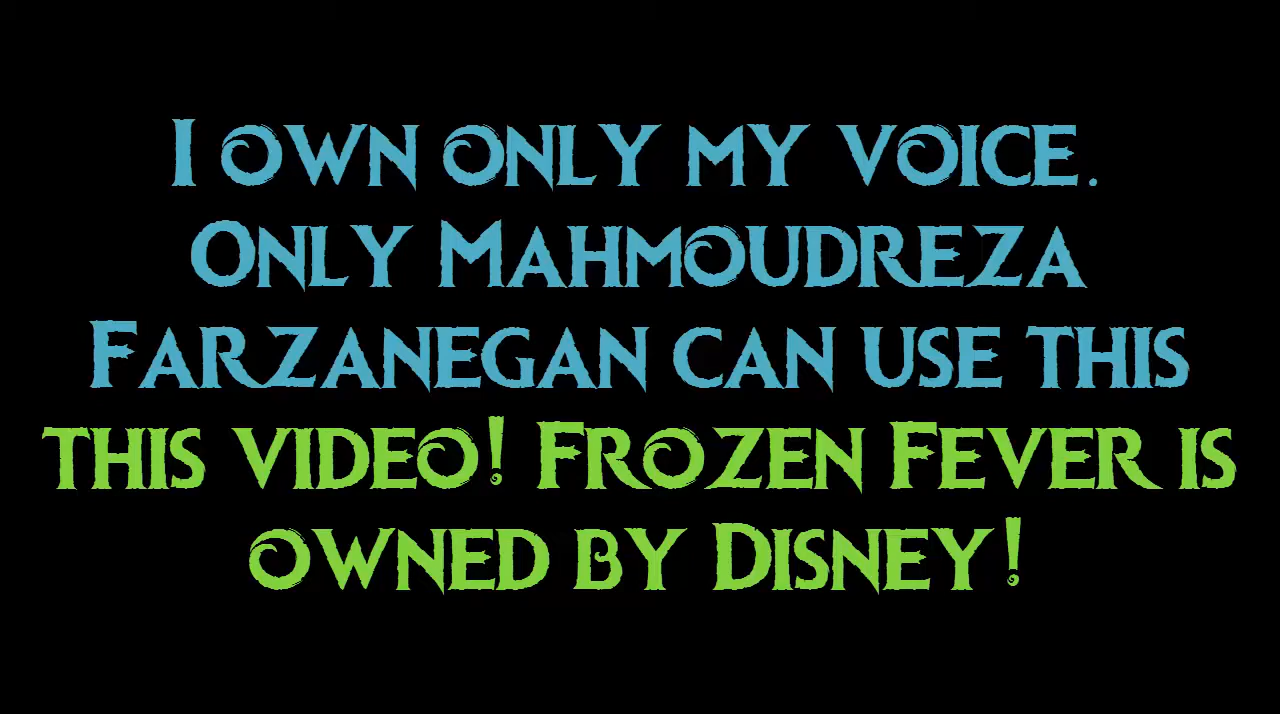 I own only my voice.
Only Mahmoudreza
Farzanegan can use this
this video! Frozen Fever is
owned by Disney!